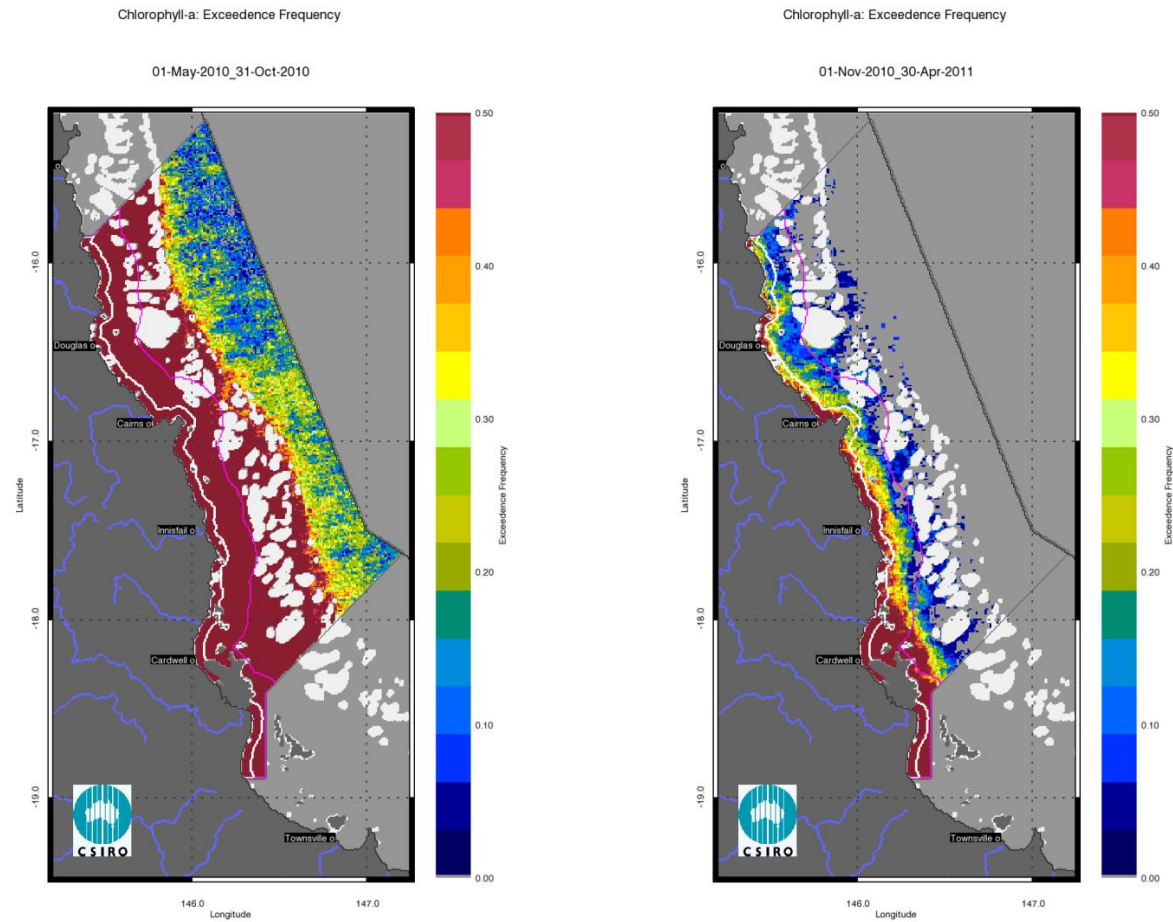 Chlorophyll-a: Exceedence Frequency
01-May-2010_31-Oct-2010
0.50
0.40
0.30
0.20
0.10
0.00
Exceedence Frequency
-16.0
-17.0
-18.0
-19.0
Latitude
Douglas o
Cairns o
Innisfail o
Cardwell o
Townsville o
o
CSIRO
146.0
147.0
Longitude
Chlorophyll-a: Exceedence Frequency
01-Nov-2010_30-Apr-2011
0.50
0.40
0.30
0.20
0.10
0.00
Exceedence Frequency
-16.0
-17.0
-18.0
-19.0
Latitude
Douglas o
Cairns o
Innisfail o
Cardwell o
Townsville o
o
CSIRO
146.0
147.0
Longitude